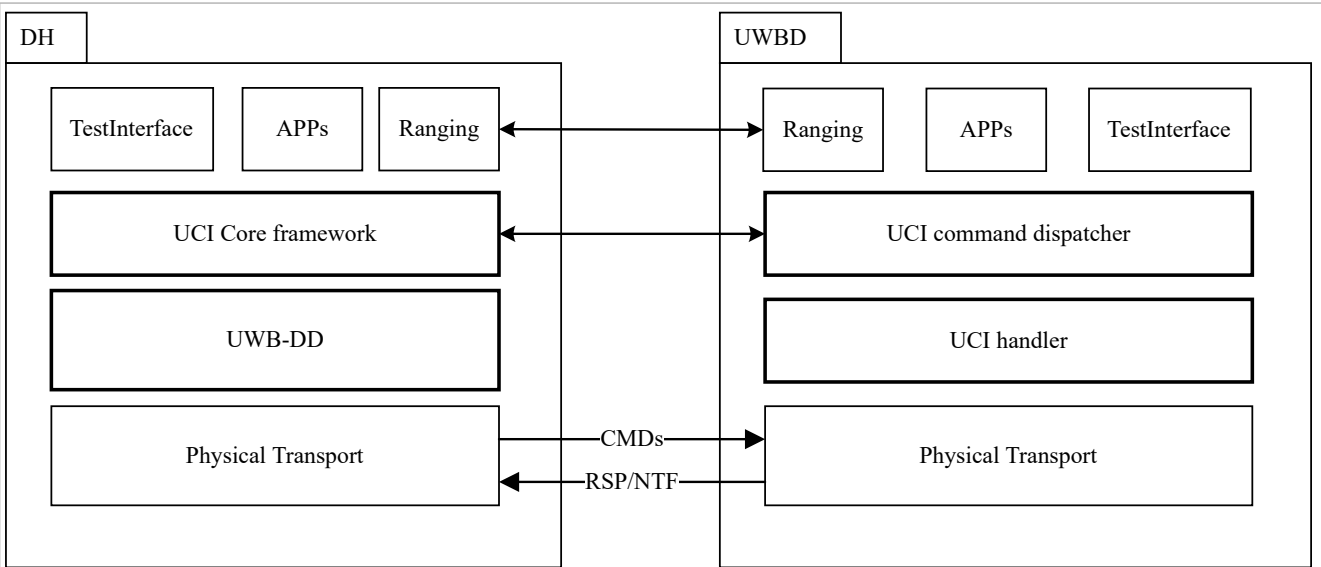 DH
UWBD
TestInterface
APPs
Ranging
Ranging
APPs
TestInterface
UCI Core framework
UCI command dispatcher
UWB-DD
UCI handler
CMDs
Physical Transport
Physical Transport
RSP/NTF